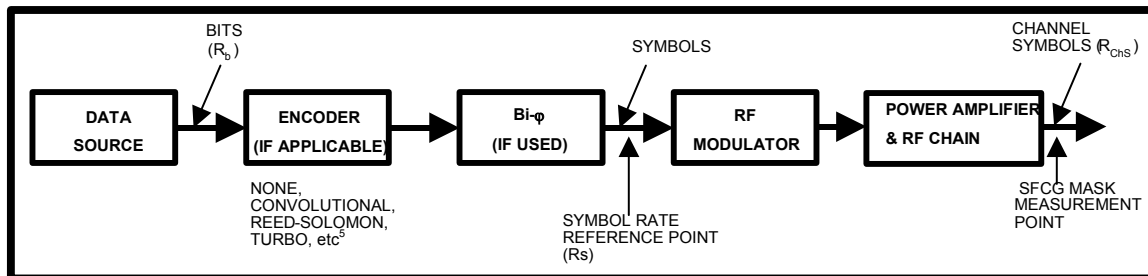 BITS
(R_b)
SYMBOLS
CHANNEL
SYMBOLS (R_ChS)
DATA
SOURCE
ENCODER
(IF APPLICABLE)
Bi-φ
(IF USED)
RF
MODULATOR
POWER AMPLIFIER
& RF CHAIN
NONE,
CONVOLUTIONAL,
REED-SOLOMON,
TURBO, etc⁵
SYMBOL RATE
REFERENCE POINT
(Rs)
SFCG MASK
MEASUREMENT
POINT